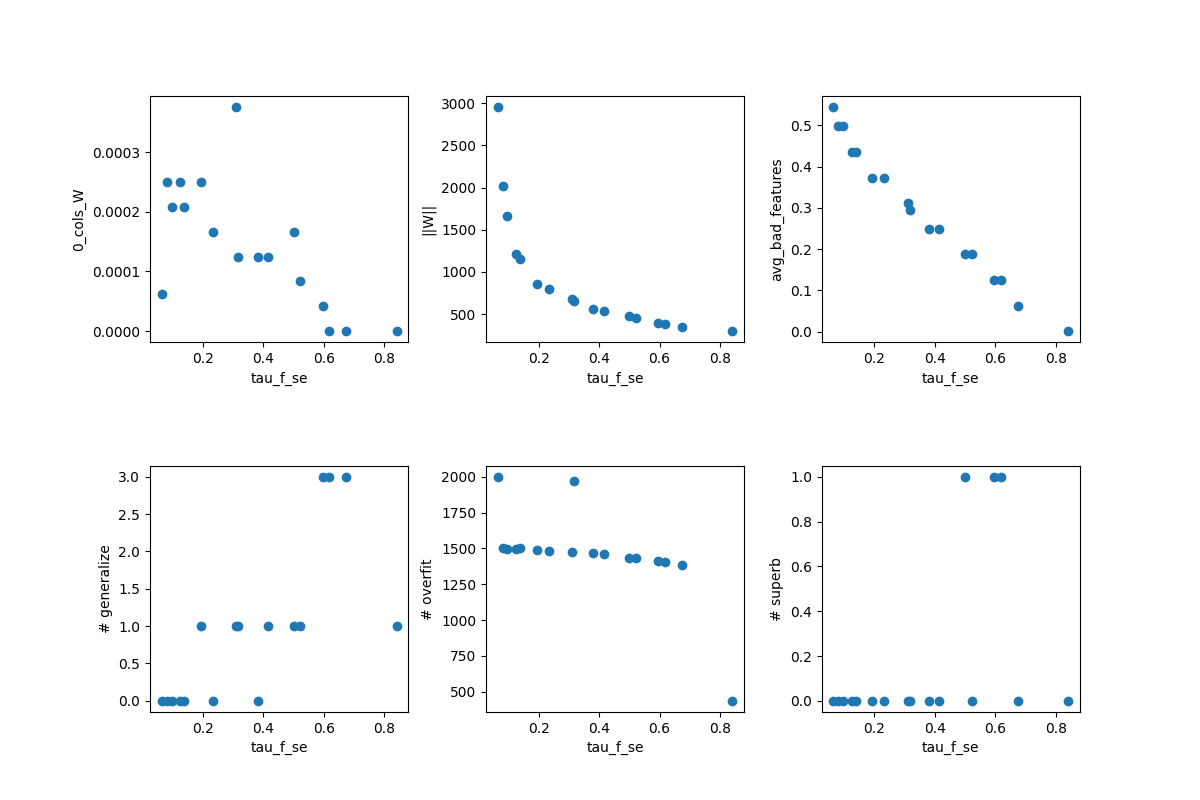 0_cols_W
0.0003
0.0002
0.0001
0.0000
0.2 0.4 0.6 0.8
tau_f_se
||W||
3000
2500
2000
1500
1000
500
0.2 0.4 0.6 0.8
tau_f_se
avg_bad_features
0.5
0.4
0.3
0.2
0.1
0.0
0.2 0.4 0.6 0.8
tau_f_se
# generalize
3.0
2.5
2.0
1.5
1.0
0.5
0.0
0.2 0.4 0.6 0.8
tau_f_se
# overfit
2000
1750
1500
1250
1000
750
500
0.2 0.4 0.6 0.8
tau_f_se
# superb
1.0
0.8
0.6
0.4
0.2
0.0
0.2 0.4 0.6 0.8
tau_f_se